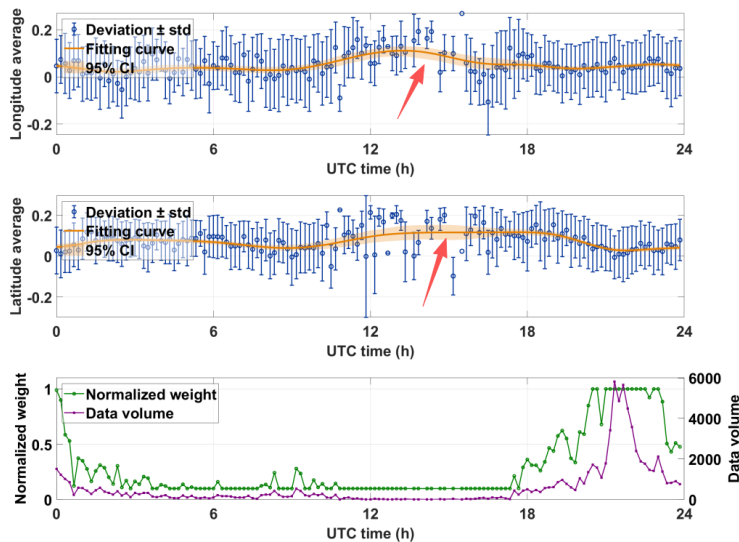 Longitude average
0.2
0
-0.2
Deviation ± std
Fitting curve
95% CI
0 6 12 18 24
UTC time (h)
Latitude average
0.2
0
-0.2
Deviation ± std
Fitting curve
95% CI
0 6 12 18 24
UTC time (h)
Normalized weight
1
0.5
0
Normalized weight
Data volume
6000
4000
2000
0
Data volume
0 6 12 18 24
UTC time (h)